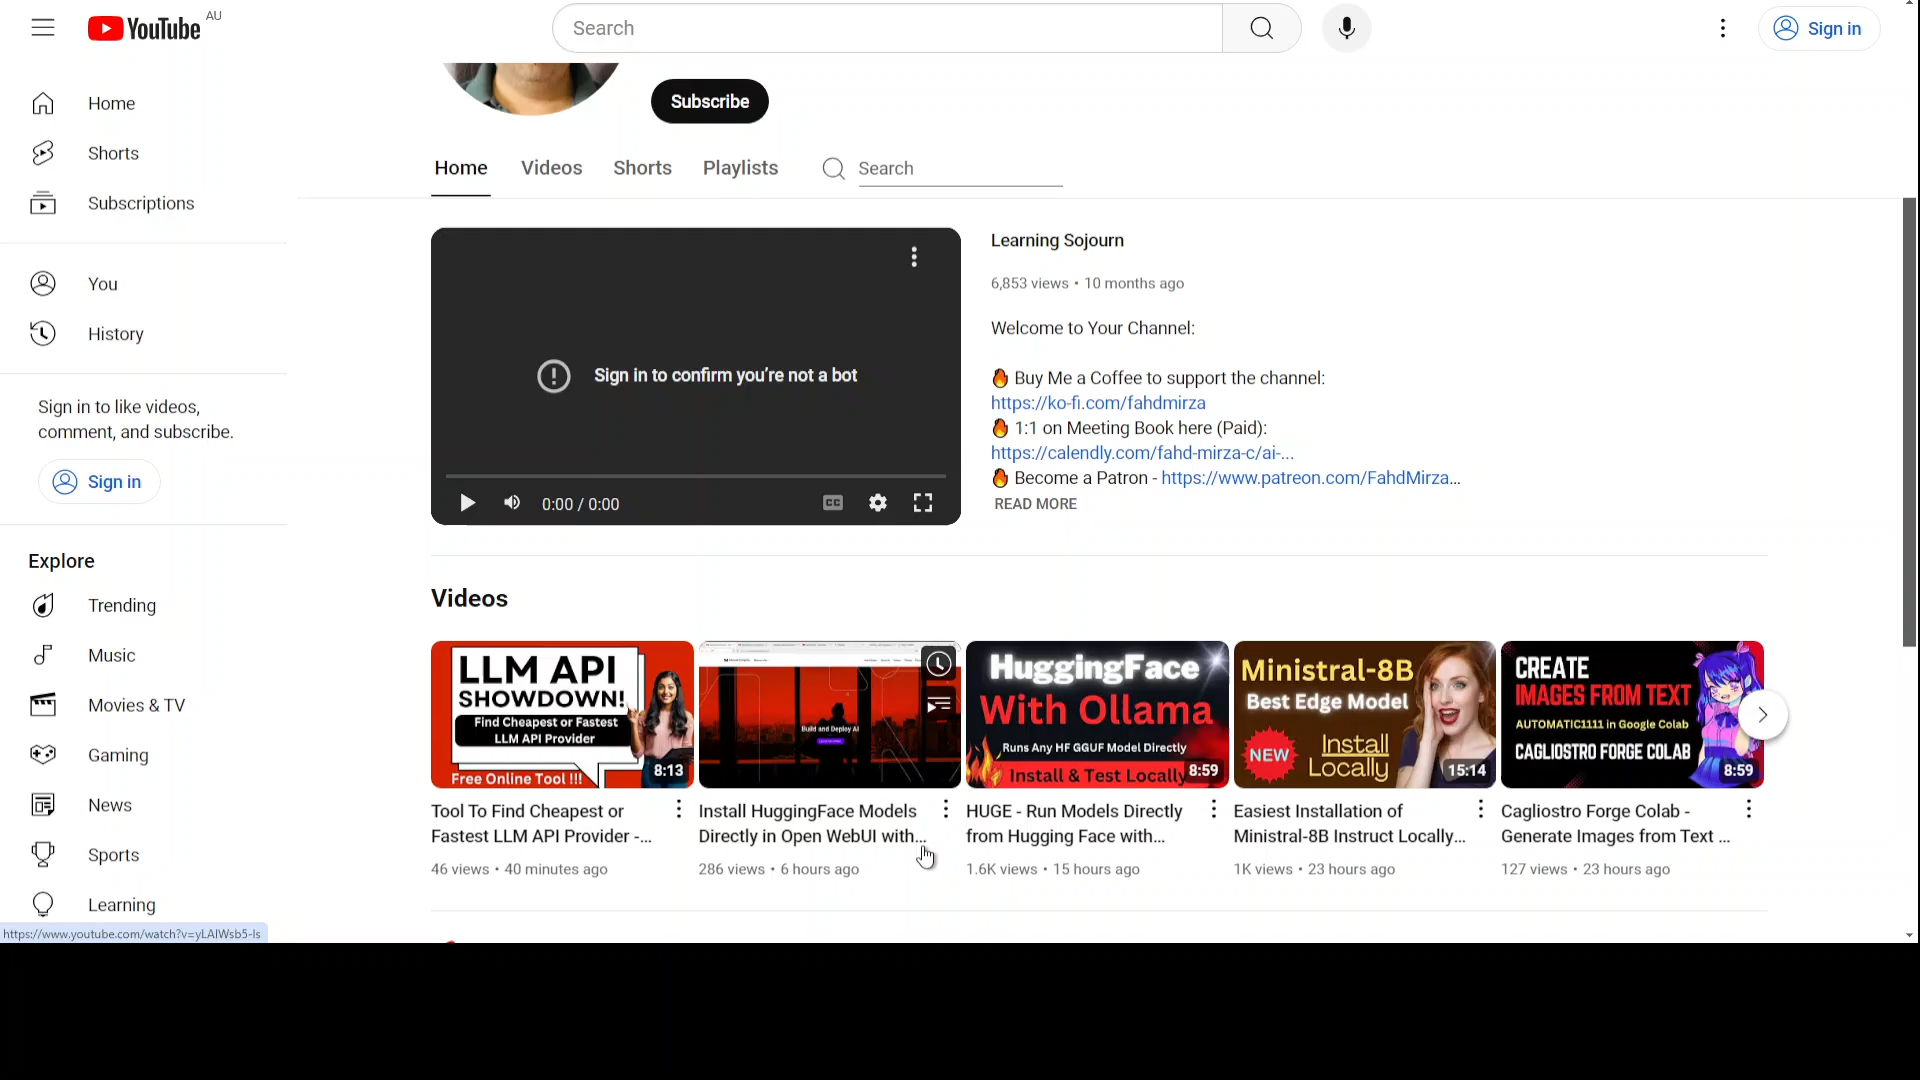 YouTube AU
Search
Sign in
Home
Shorts
Subscriptions
You
History
Sign in to like videos,
comment, and subscribe.
Sign in
Explore
Trending
Music
Movies & TV
Gaming
News
Sports
Learning
https://www.youtube.com/watch?v=yLAIWsb5-Is
Subscribe
Home Videos Shorts Playlists Search
Sign in to confirm you're not a bot
0:00 / 0:00
CC
Learning Sojourn
6,853 views • 10 months ago
Welcome to Your Channel:
🔥 Buy Me a Coffee to support the channel:
https://ko-fi.com/fahdmirza
🔥 1:1 on Meeting Book here (Paid):
https://calendly.com/fahd-mirza-c/ai-...
🔥 Become a Patron - https://www.patreon.com/FahdMirza...
READ MORE
Videos
LLM API
SHOWDOWN!
Find Cheapest or Fastest
LLM API Provider
Free Online Tool !!!
8:13
Tool To Find Cheapest or
Fastest LLM API Provider -...
46 views • 40 minutes ago
Build and Deploy AI
Install HuggingFace Models
Directly in Open WebUI with...
286 views • 6 hours ago
HuggingFace
With Ollama
Runs Any HF GGUF Model Directly
Install & Test Locally
8:59
HUGE - Run Models Directly
from Hugging Face with...
1.6K views • 15 hours ago
Ministral-8B
Best Edge Model
NEW
Install
Locally
15:14
Easiest Installation of
Ministral-8B Instruct Locally...
1K views • 23 hours ago
CREATE
IMAGES FROM TEXT
AUTOMATIC1111 in Google Colab
CAGLIOSTRO FORGE COLAB
8:59
Cagliostro Forge Colab -
Generate Images from Text ...
127 views • 23 hours ago